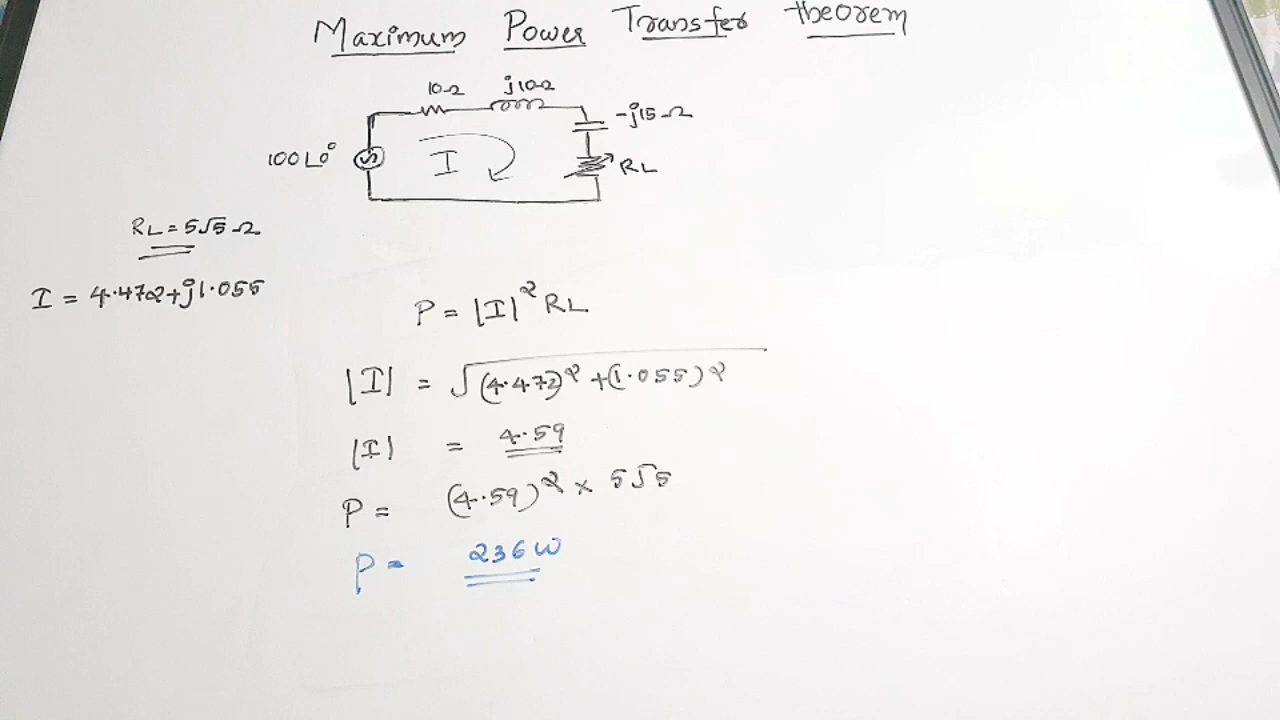 Maximum Power Transfer theorem
10Ω j10Ω
-j15Ω
100∠0°
I
RL
RL = 5√5 Ω
I = 4.472+j1.055
P = |I|² RL
|I| = √(4.472)² + (1.055)²
|I| = 4.59
P = (4.59)² × 5√5
P = 236W